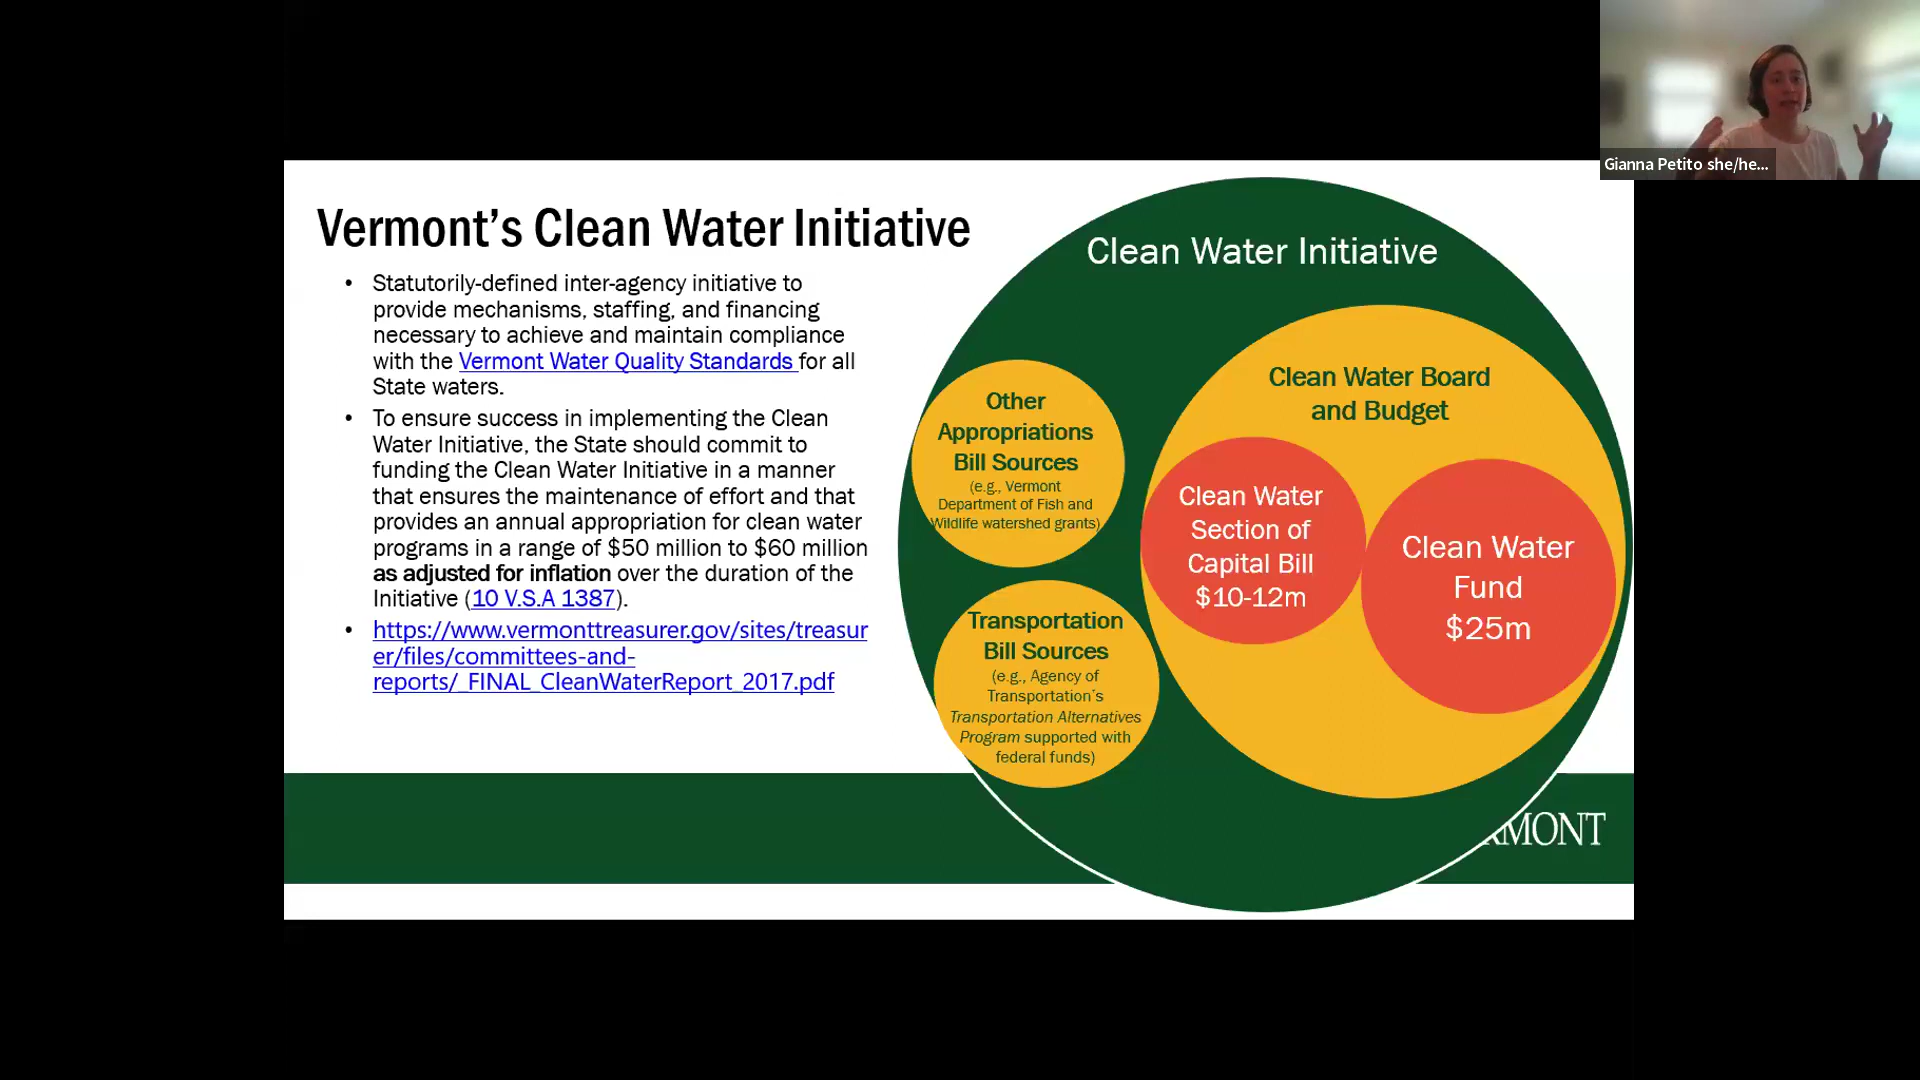 Gianna Petito she/he...
Vermont's Clean Water Initiative
• Statutorily-defined inter-agency initiative to
provide mechanisms, staffing, and financing
necessary to achieve and maintain compliance
with the Vermont Water Quality Standards for all
State waters.
• To ensure success in implementing the Clean
Water Initiative, the State should commit to
funding the Clean Water Initiative in a manner
that ensures the maintenance of effort and that
provides an annual appropriation for clean water
programs in a range of $50 million to $60 million
as adjusted for inflation over the duration of the
Initiative (10 V.S.A 1387).
• https://www.vermonttreasurer.gov/sites/treasur
er/files/committees-and-
reports/_FINAL_CleanWaterReport_2017.pdf
Clean Water Initiative
Other
Appropriations
Bill Sources
(e.g., Vermont
Department of Fish and
Wildlife watershed grants)
Transportation
Bill Sources
(e.g., Agency of
Transportation's
Transportation Alternatives
Program supported with
federal funds)
Clean Water Board
and Budget
Clean Water
Section of
Capital Bill
$10-12m
Clean Water
Fund
$25m
RMONT